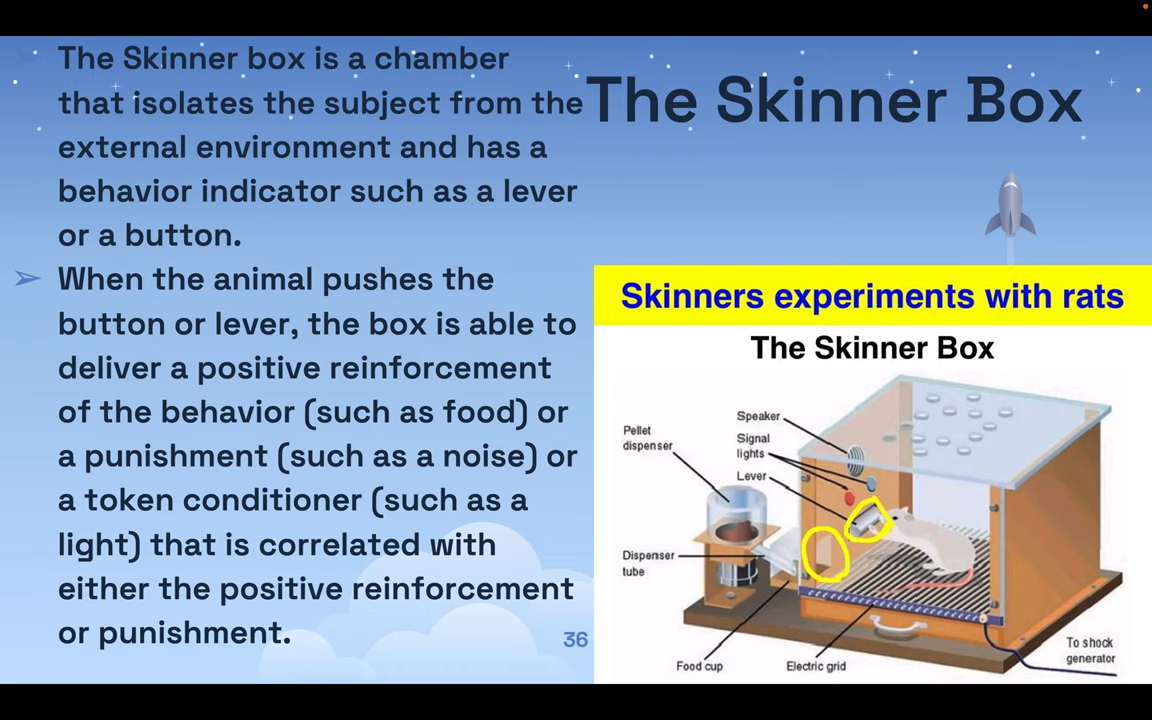 The Skinner box is a chamber
that isolates the subject from the
external environment and has a
behavior indicator such as a lever
or a button.
When the animal pushes the
button or lever, the box is able to
deliver a positive reinforcement
of the behavior (such as food) or
a punishment (such as a noise) or
a token conditioner (such as a
light) that is correlated with
either the positive reinforcement
or punishment.
36
The Skinner Box
Skinners experiments with rats
The Skinner Box
Speaker
Pellet
dispenser
Signal
lights
Lever
Dispenser
tube
Food cup
Electric grid
To shock
generator